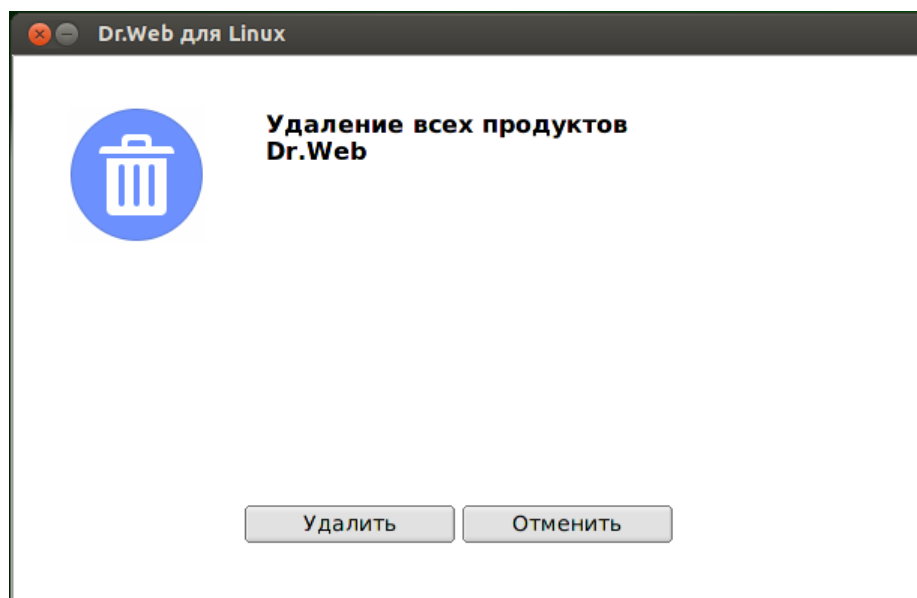 Dr.Web для Linux
Удаление всех продуктов
Dr.Web
Удалить
Отменить